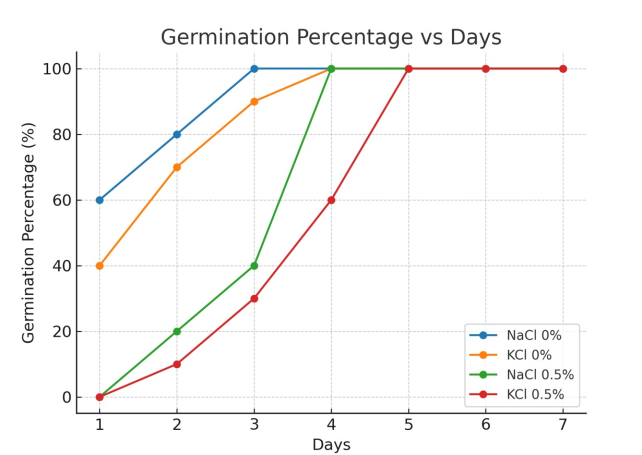 Germination Percentage vs Days
Germination Percentage (%)
100
80
60
40
20
0
1 2 3 4 5 6 7
Days
NaCl 0%
KCl 0%
NaCl 0.5%
KCl 0.5%